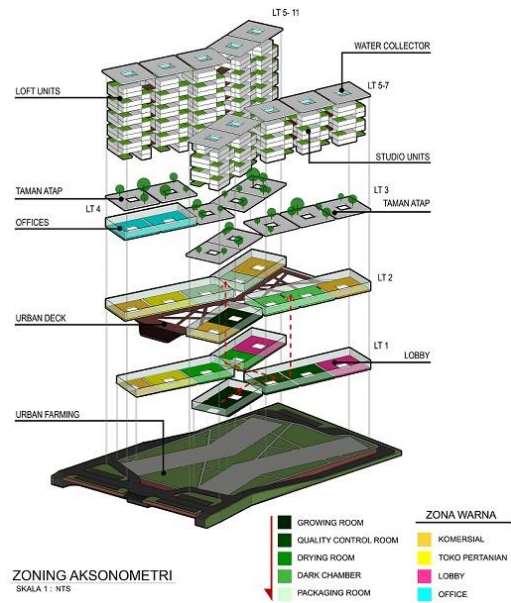 LT 5- 11
WATER COLLECTOR
LOFT UNITS
LT 5-7
STUDIO UNITS
TAMAN ATAP
LT 3
LT 4
TAMAN ATAP
OFFICES
LT 2
URBAN DECK
LT 1
LOBBY
URBAN FARMING
GROWING ROOM
QUALITY CONTROL ROOM
DRYING ROOM
DARK CHAMBER
PACKAGING ROOM
ZONA WARNA
KOMERSIAL
TOKO PERTANIAN
LOBBY
OFFICE
ZONING AKSONOMETRI
SKALA 1 : NTS